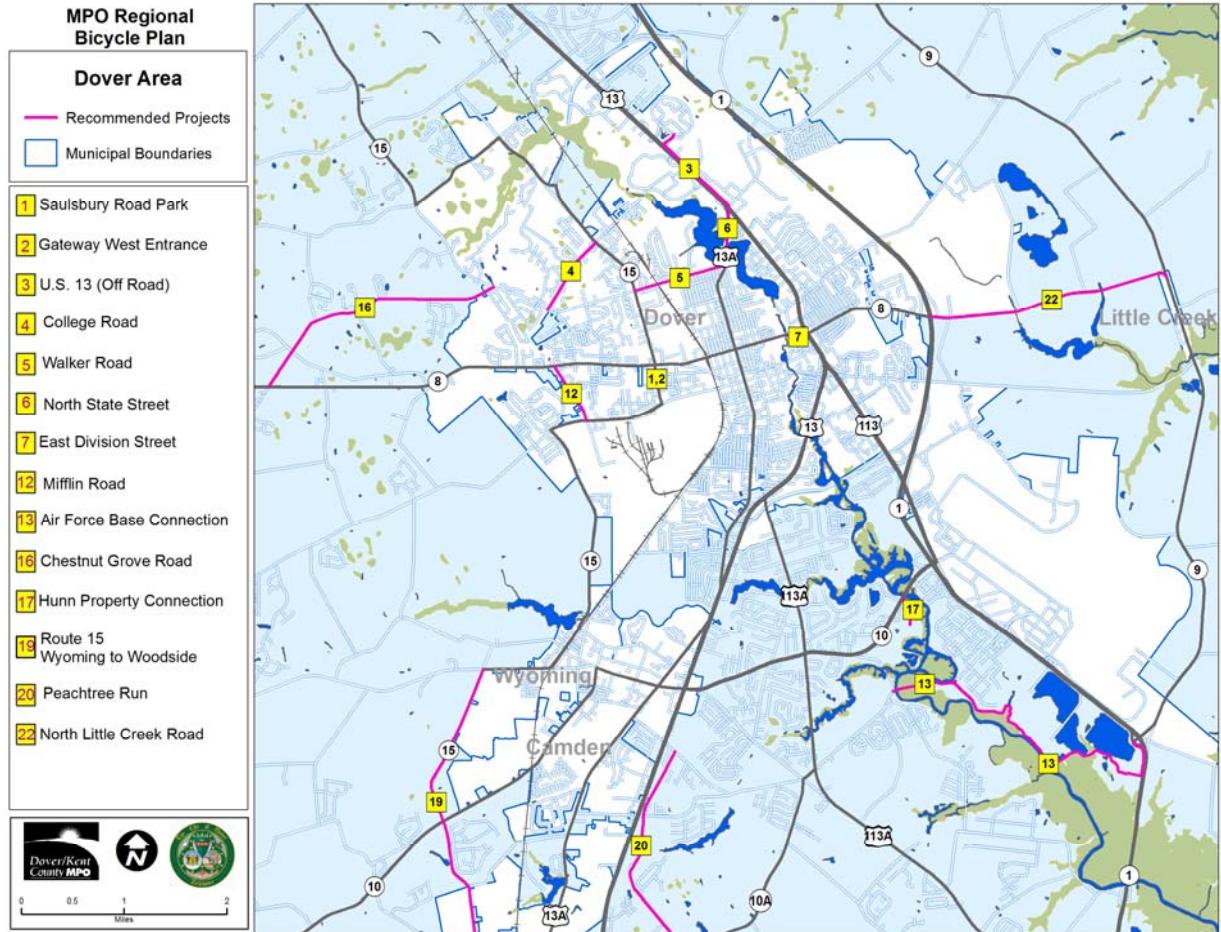 MPO Regional
Bicycle Plan
Dover Area
Recommended Projects
Municipal Boundaries
1 Saulsbury Road Park
2 Gateway West Entrance
3 U.S. 13 (Off Road)
4 College Road
5 Walker Road
6 North State Street
7 East Division Street
12 Mifflin Road
13 Air Force Base Connection
16 Chestnut Grove Road
17 Hunn Property Connection
19 Route 15
Wyoming to Woodside
20 Peachtree Run
22 North Little Creek Road
Dover/Kent
County MPO
N
0 0.5 1 2
Miles
9
13
1
15
3
6
13A
15
4
5
22
16
8
Dover
Little Creek
7
8
1,2
12
13
113
1
15
9
113A
17
10
Wyoming
13
15
Camden
13
19
20
113A
10
10A
1
13A